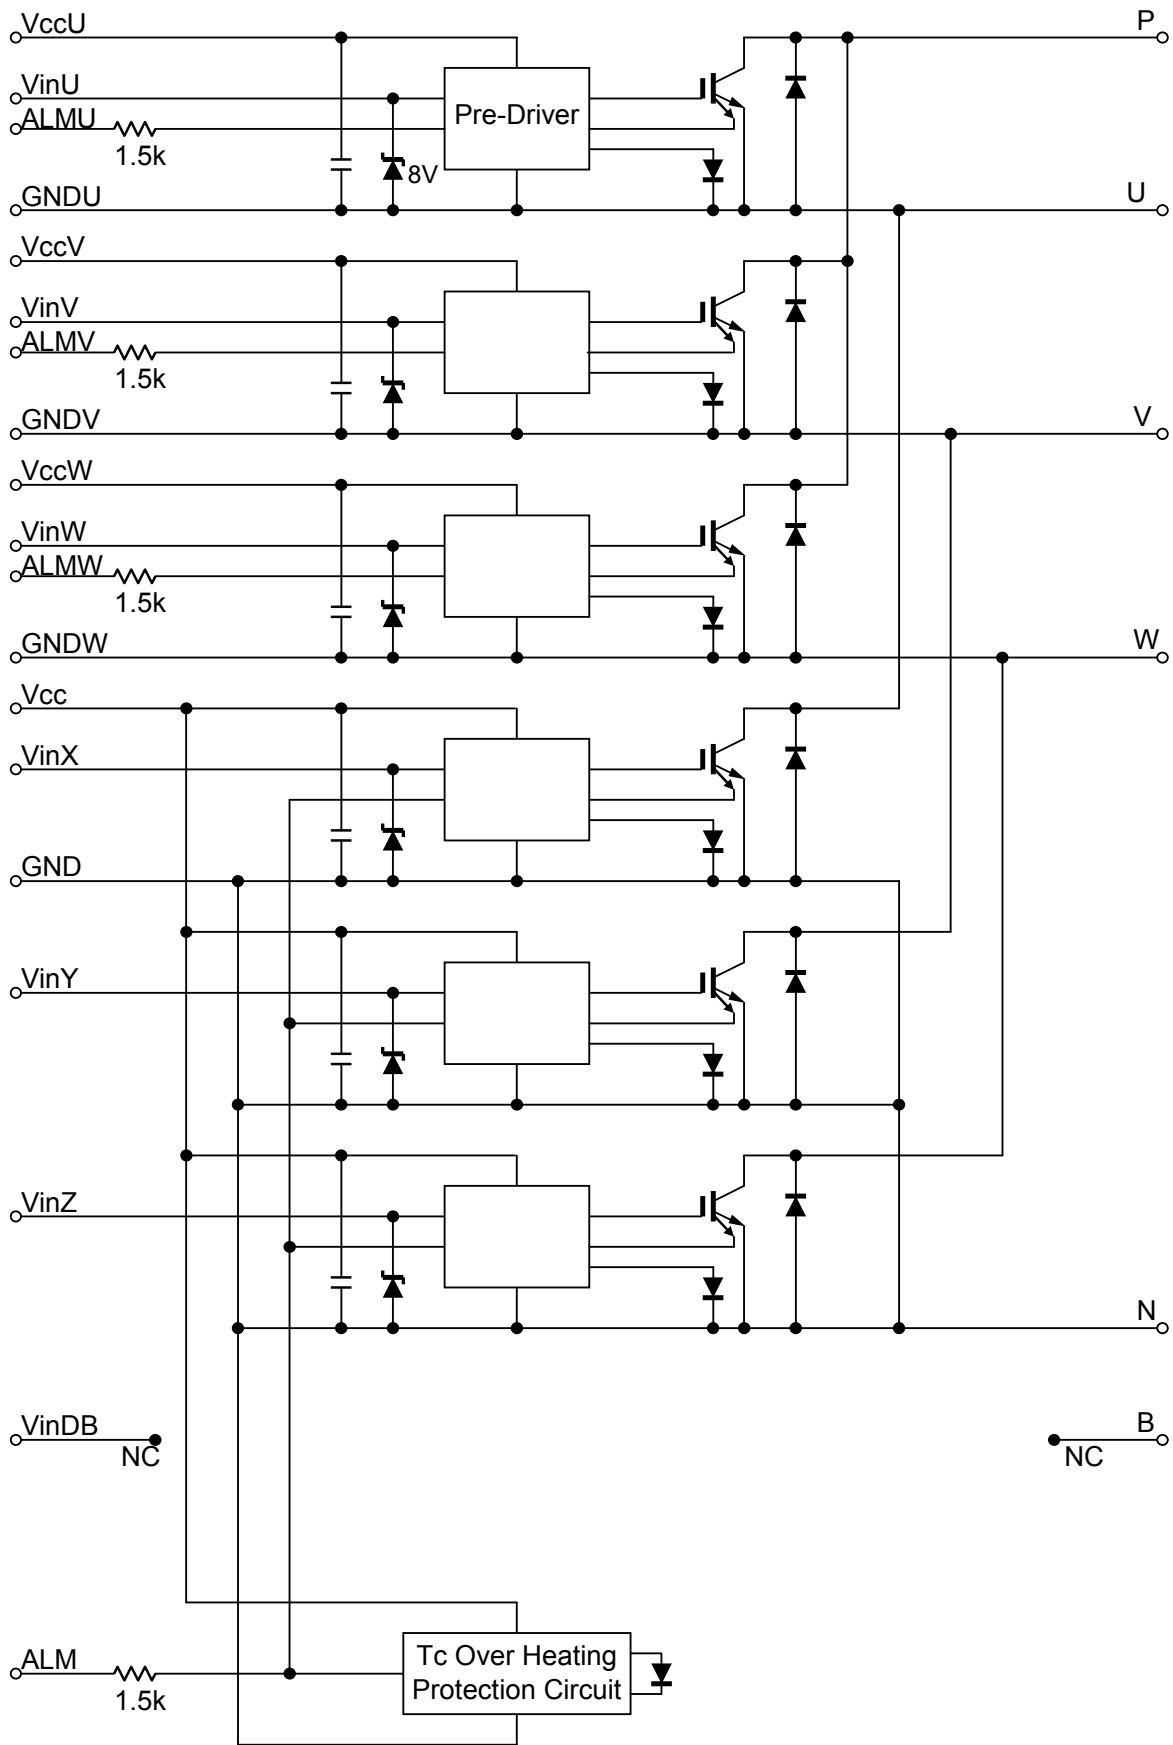 VccU
P
VinU
Pre-Driver
ALMU
1.5k
8V
GNDU
U
VccV
VinV
ALMV
1.5k
GNDV
V
VccW
VinW
ALMW
1.5k
GNDW
W
Vcc
VinX
GND
VinY
VinZ
N
VinDB
B
NC
NC
ALM
1.5k
Tc Over Heating
Protection Circuit